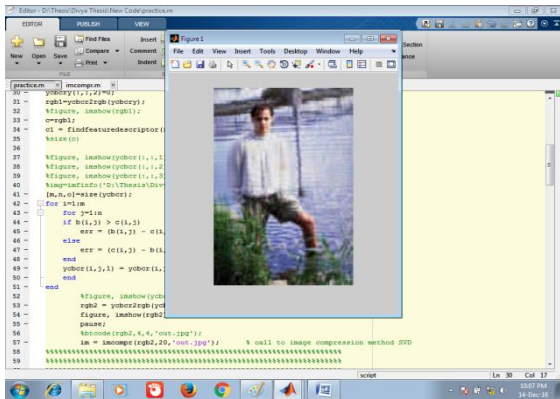 Editor - D:\Thesis\Divya Thesis\New Code\practice.m
EDITOR PUBLISH VIEW
New Open Save
Find Files
Compare
Print
Insert
Comment
Indent
FILE
Section
practice.m × imcompr.m ×
Figure 1
File Edit View Insert Tools Desktop Window Help
31 rgb1=ycbcr2rgb(ycbcry);
32 %figure, imshow(rgb1);
33 c=rgb1;
34 c1 = findfeaturedescriptor(
35 %size(c)
36
37 %figure, imshow(ycbcr(:,:,1
38 %figure, imshow(ycbcr(:,:,2
39 %figure, imshow(ycbcr(:,:,3
40 %img=imfinfo('D:\Thesis\Div
41 [m,n,o]=size(ycbcr);
42 for i=1:m
43 for j=1:n
44 if b(i,j) > c(i,j)
45 err = (b(i,j) - c(i,
46 else
47 err = (c(i,j) - b(i,
48 end
49 ycbcr(i,j,1) = ycbcr(i,
50 end
51 end
52 %figure, imshow(ycb
53 rgb2 = ycbcr2rgb(yc
54 figure, imshow(rgb2
55 pause;
56 %btcode(rgb2,4,4,'out.jpg');
57 im = imcompr(rgb2,20,'out.jpg'); % call to image compression method SVD
58 %%%%%%%%%%%%%%%%%%%%%%%%%%%%%%%%%%%%%%%%
59 %%%%%%%%%%%%%%%%%%%%%%%%%%%%%%%%%%%%%%%%
script Ln 30 Col 17
10:07 PM
14-Dec-16